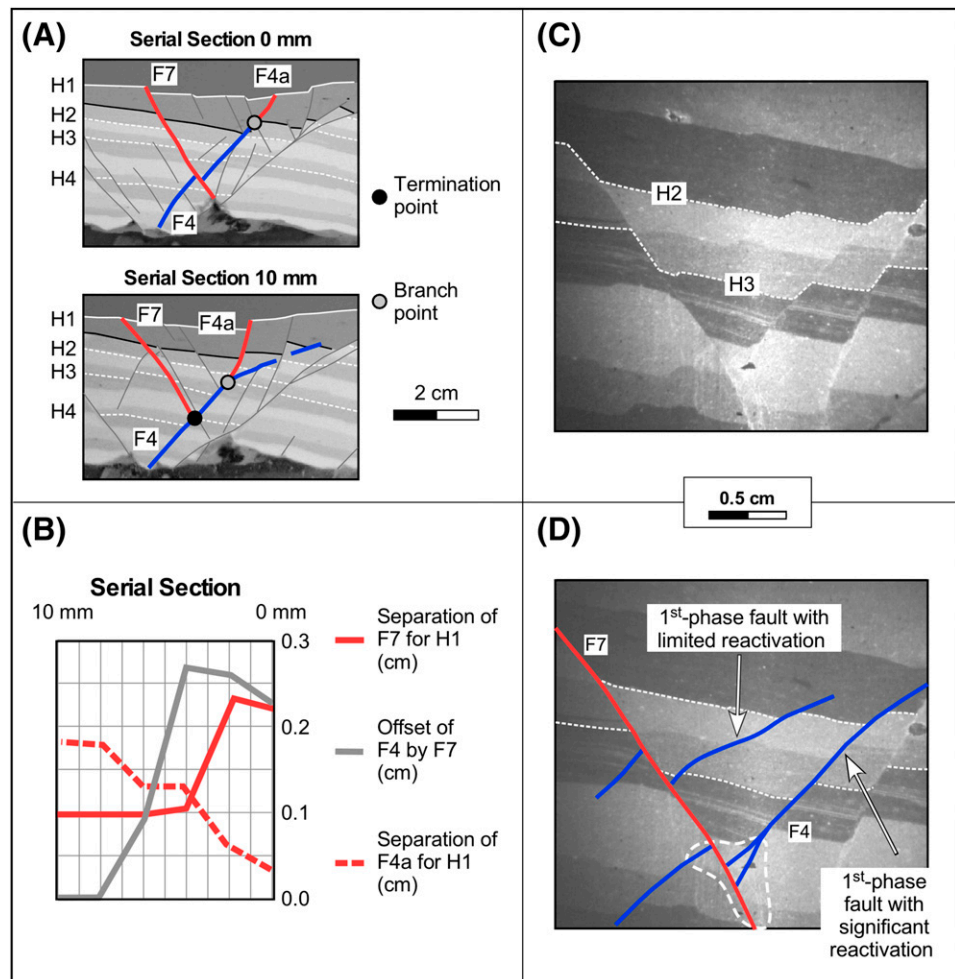 (A)
Serial Section 0 mm
F7
F4a
H1
H2
H3
H4
F4
Termination
point
Serial Section 10 mm
Branch
point
F7
F4a
H1
H2
H3
H4
F4
2 cm
(C)
H2
H3
0.5 cm
(B)
Serial Section
10 mm
0 mm
0.3
0.2
0.1
0.0
Separation of
F7 for H1
(cm)
Offset of
F4 by F7
(cm)
Separation of
F4a for H1
(cm)
(D)
1st-phase fault with
limited reactivation
F7
F4
1st-phase
fault with
significant
reactivation